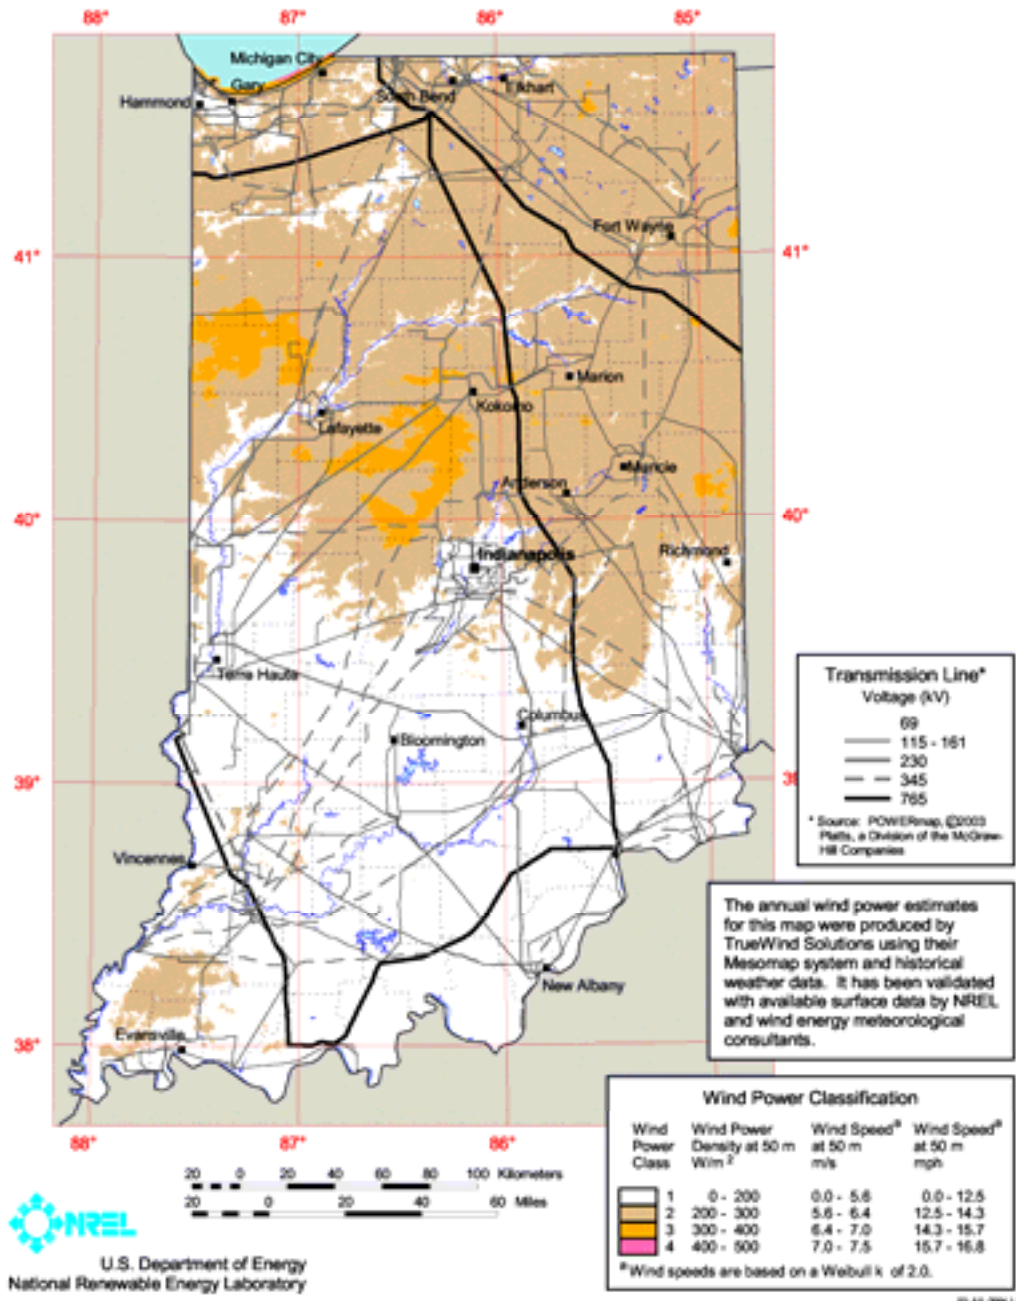 88° 87° 86° 85°
Michigan City
Gary
Hammond
South Bend
Elkhart
Fort Wayne
41° 41°
Marion
Kokomo
Lafayette
Muncie
Anderson
40° 40°
Indianapolis
Richmond
Terre Haute
Columbus
Bloomington
39°
Vincennes
New Albany
Evansville
38°
88° 87° 86°
Transmission Line*
Voltage (kV)
69
115 - 161
230
345
765
* Source: POWERmap, ©2003
Platts, a Division of the McGraw-
Hill Companies
The annual wind power estimates
for this map were produced by
TrueWind Solutions using their
Mesomap system and historical
weather data. It has been validated
with available surface data by NREL
and wind energy meteorological
consultants.
Wind Power Classification
Wind Power Class Wind Power Density at 50 m W/m 2 Wind Speed a at 50 m m/s Wind Speed a at 50 m mph
1 0 - 200 0.0 - 5.6 0.0 - 12.5
2 200 - 300 5.6 - 6.4 12.5 - 14.3
3 300 - 400 6.4 - 7.0 14.3 - 15.7
4 400 - 500 7.0 - 7.5 15.7 - 16.8
a Wind speeds are based on a Weibull k of 2.0.
20 0 20 40 60 80 100 Kilometers
20 0 20 40 60 Miles
NREL
U.S. Department of Energy
National Renewable Energy Laboratory